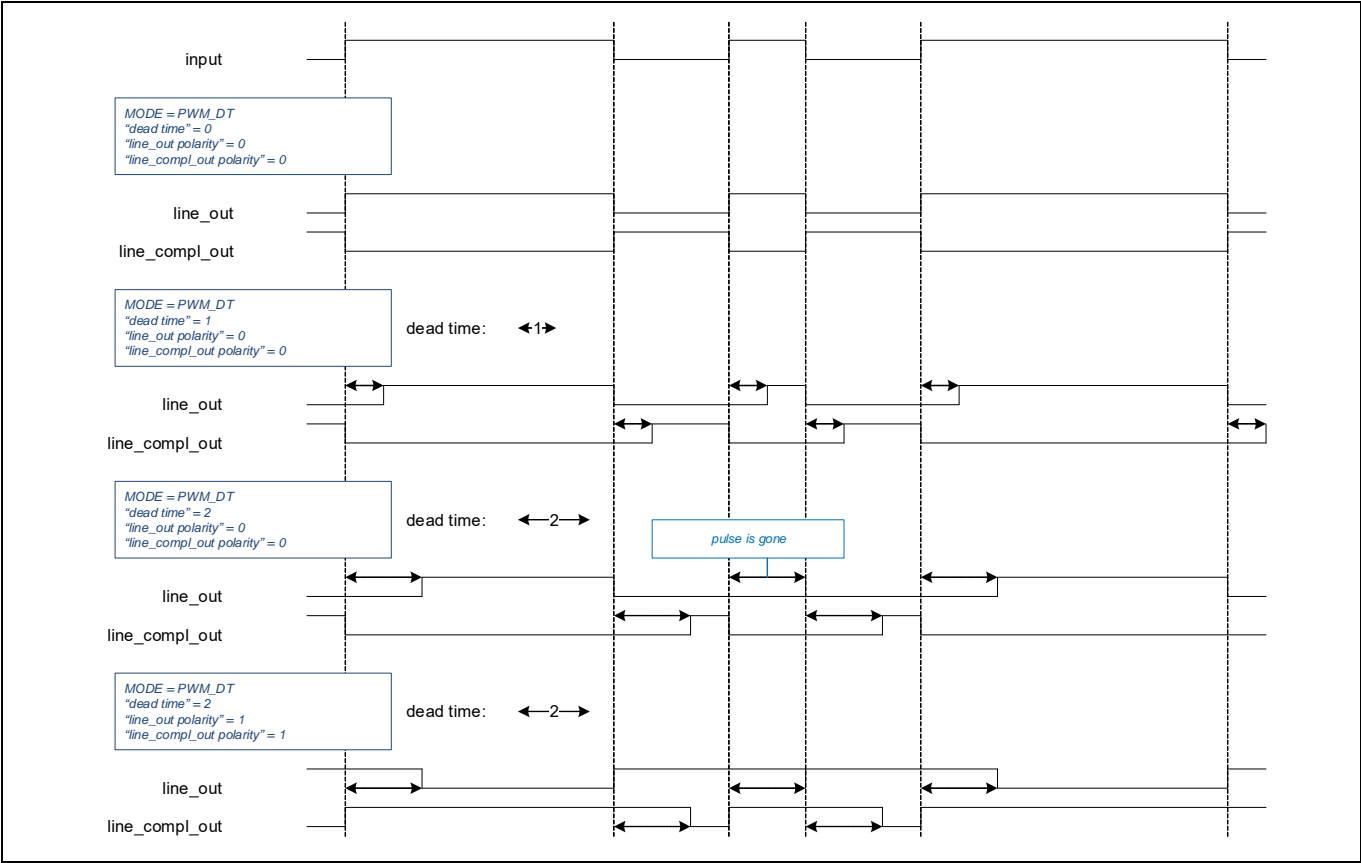 input
MODE = PWM_DT
“dead time” = 0
“line_out polarity” = 0
“line_compl_out polarity” = 0
line_out
line_compl_out
MODE = PWM_DT
“dead time” = 1
“line_out polarity” = 0
“line_compl_out polarity” = 0
dead time: 1
line_out
line_compl_out
MODE = PWM_DT
“dead time” = 2
“line_out polarity” = 0
“line_compl_out polarity” = 0
dead time: 2
pulse is gone
line_out
line_compl_out
MODE = PWM_DT
“dead time” = 2
“line_out polarity” = 1
“line_compl_out polarity” = 1
dead time: 2
line_out
line_compl_out